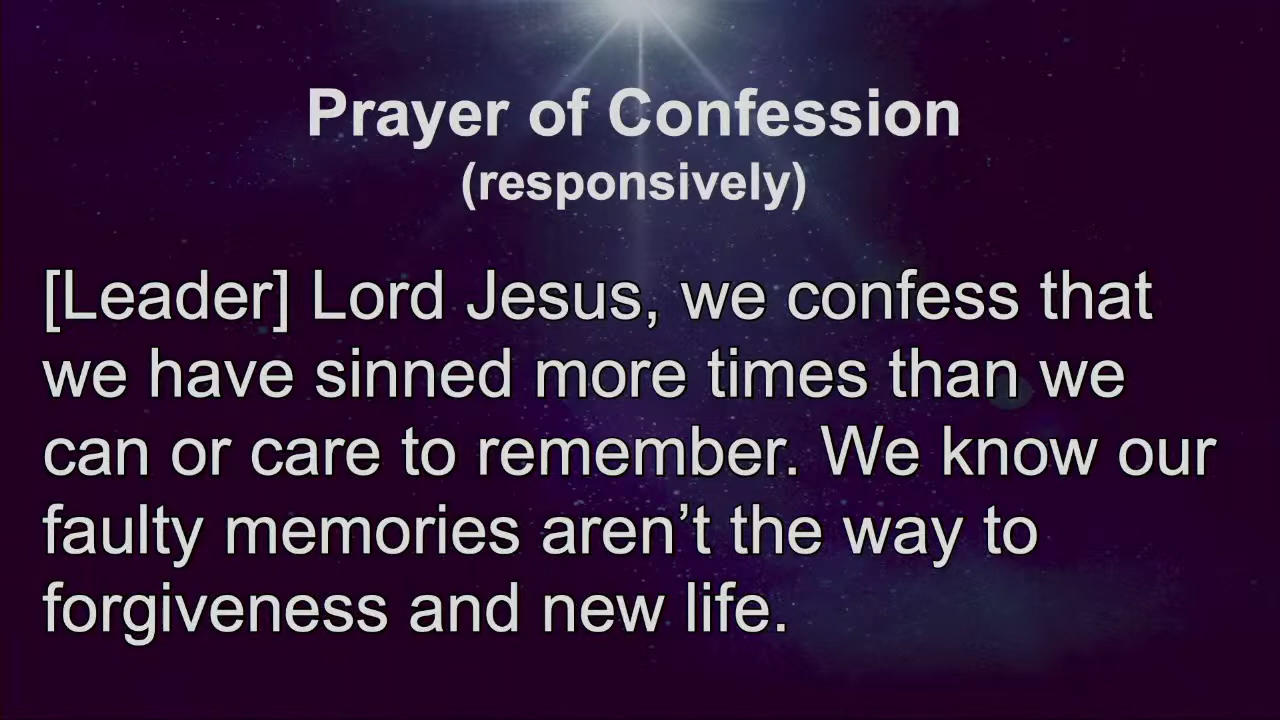 Prayer of Confession
(responsively)
[Leader] Lord Jesus, we confess that
we have sinned more times than we
can or care to remember. We know our
faulty memories aren’t the way to
forgiveness and new life.